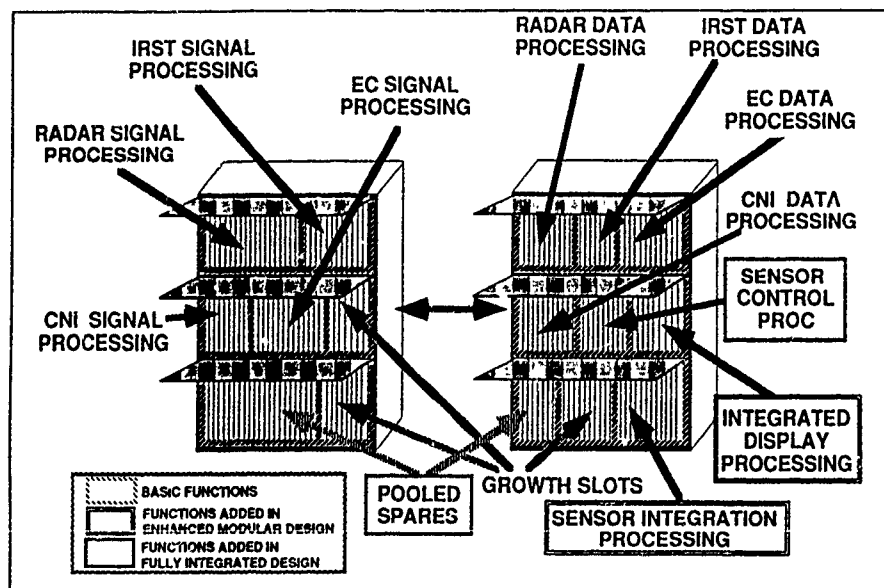 IRST SIGNAL
PROCESSING
EC SIGNAL
PROCESSING
RADAR SIGNAL
PROCESSING
CNI SIGNAL
PROCESSING
RADAR DATA
PROCESSING
IRST DATA
PROCESSING
EC DATA
PROCESSING
CNI DATA
PROCESSING
SENSOR
CONTROL
PROC
INTEGRATED
DISPLAY
PROCESSING
POOLED
SPARES
GROWTH SLOTS
SENSOR INTEGRATION
PROCESSING
BASIC FUNCTIONS
FUNCTIONS ADDED IN
ENHANCED MODULAR DESIGN
FUNCTIONS ADDED IN
FULLY INTEGRATED DESIGN